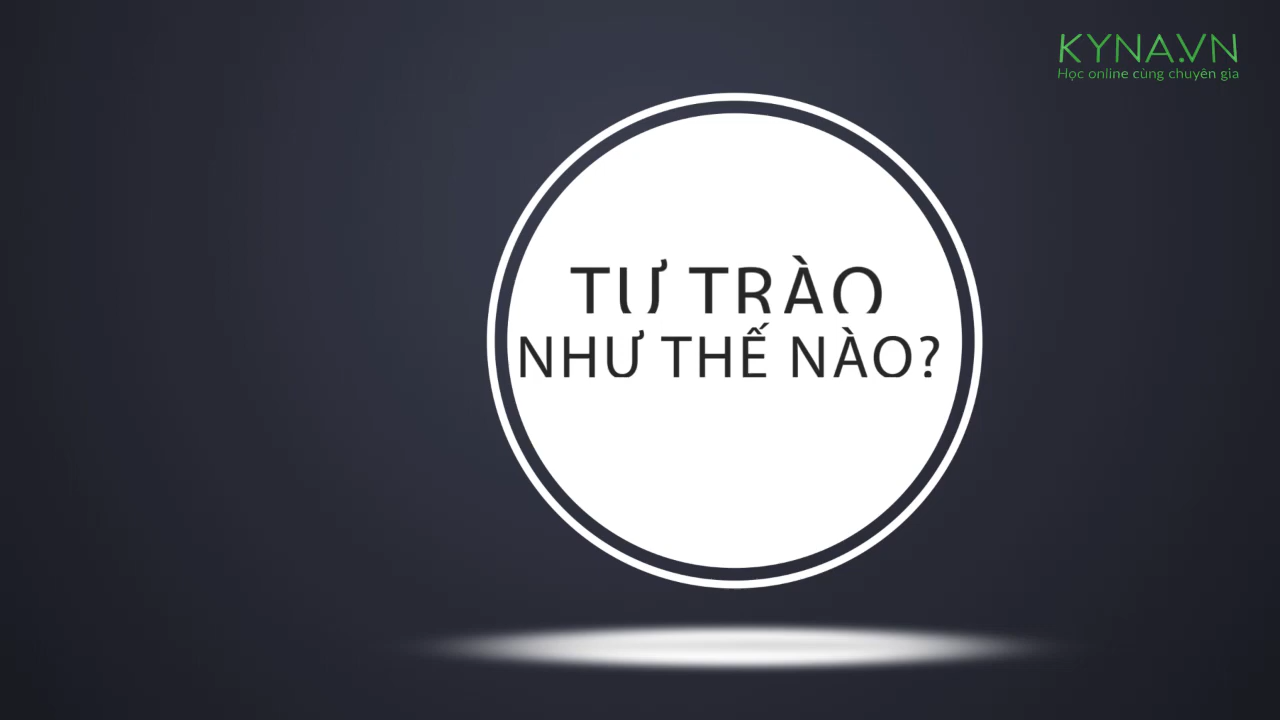 KYNA.VN
Học online cùng chuyên gia
TỰ TRÀO
NHƯ THẾ NÀO?